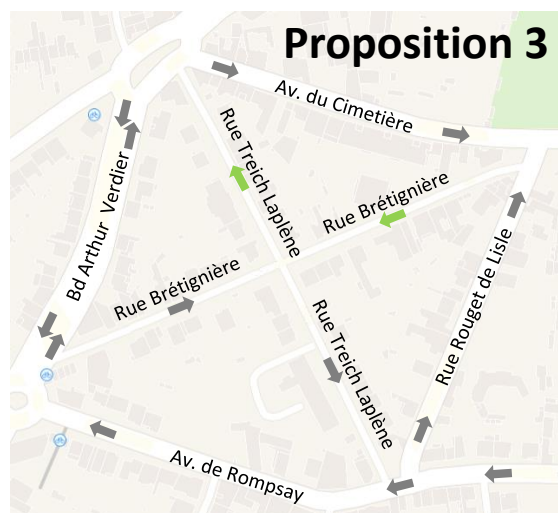 Proposition 3
Av. du Cimetière
Rue Treich Laplène
Rue Brétignière
Bd Arthur Verdier
Rue Brétignière
Rue Rouget de Lisle
Rue Treich Laplène
Av. de Rompsay